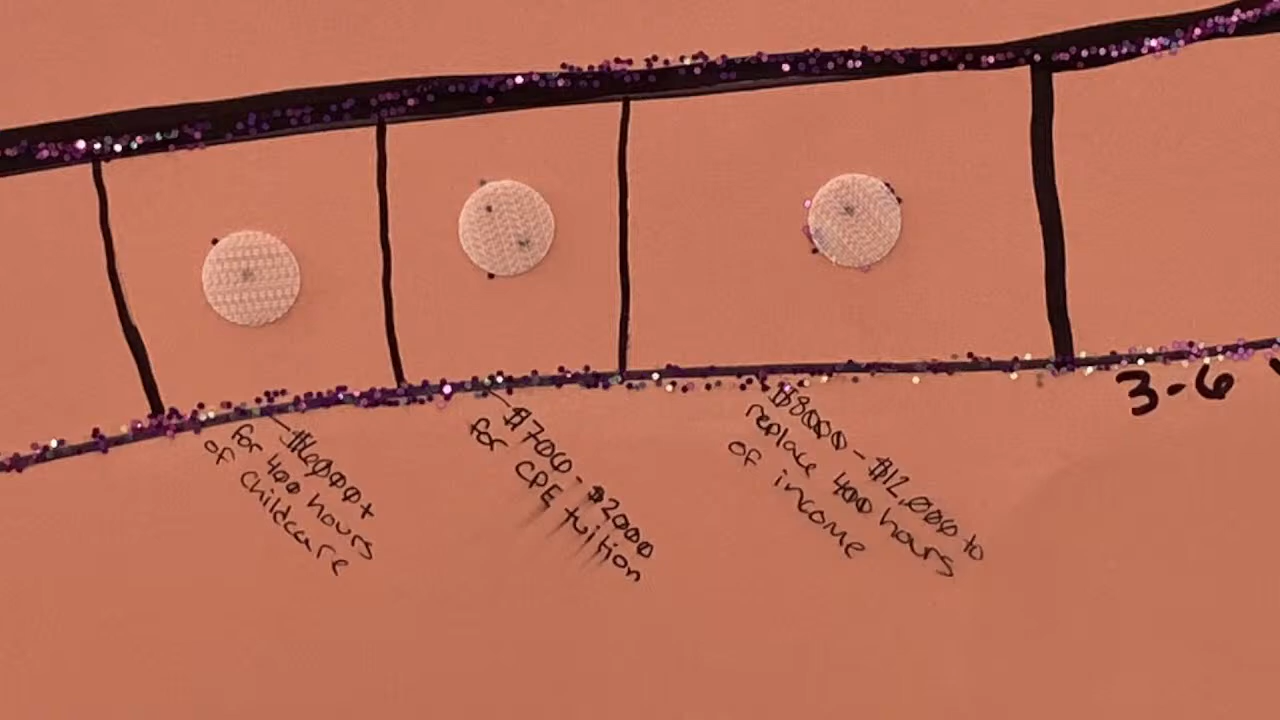 $6000+
for 400 hours
of childcare
$700 - $2000
for CPE tuition
$8000 - $12,000 to
replace 400 hours
of income
3-6